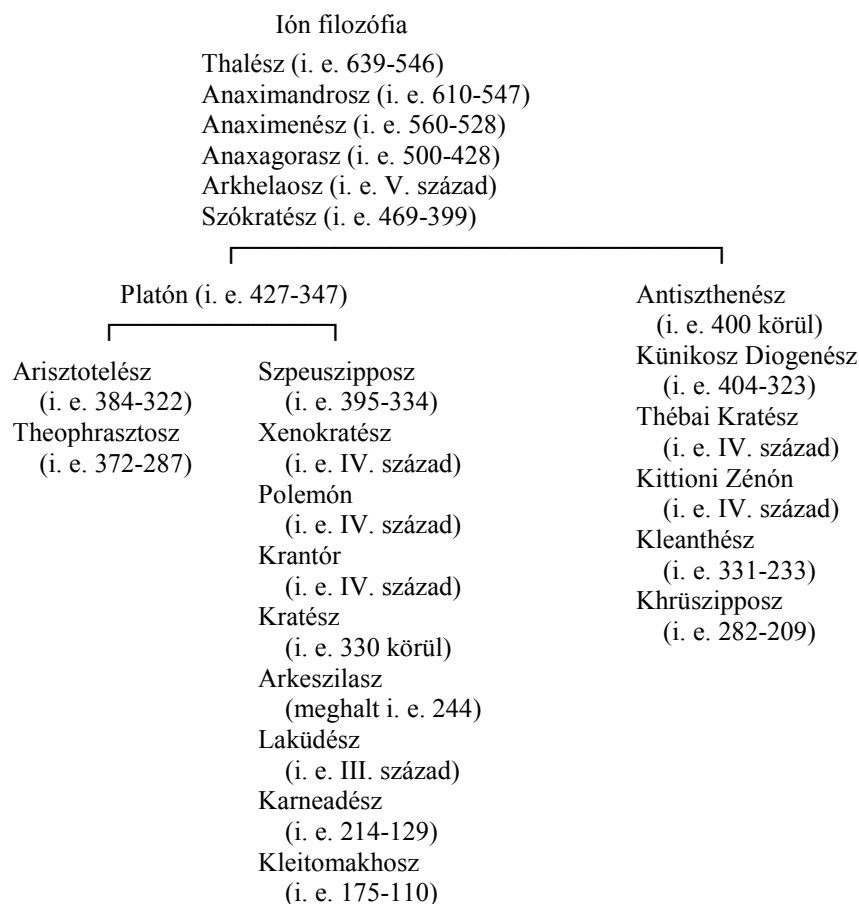 Ión filozófia
Thalész (i. e. 639-546)
Anaximandrosz (i. e. 610-547)
Anaximenész (i. e. 560-528)
Anaxagorasz (i. e. 500-428)
Arkhelaosz (i. e. V. század)
Szókratész (i. e. 469-399)
Platón (i. e. 427-347)
Arisztotelész
(i. e. 384-322)
Theophrasztosz
(i. e. 372-287)
Szpeuszipposz
(i. e. 395-334)
Xenokratész
(i. e. IV. század)
Polemón
(i. e. IV. század)
Krantór
(i. e. IV. század)
Kratész
(i. e. 330 körül)
Arkeszilasz
(meghalt i. e. 244)
Laküdész
(i. e. III. század)
Karneadész
(i. e. 214-129)
Kleitomakhosz
(i. e. 175-110)
Antiszthenész
(i. e. 400 körül)
Künikosz Diogenész
(i. e. 404-323)
Thébai Kratész
(i. e. IV. század)
Kittioni Zénón
(i. e. IV. század)
Kleanthész
(i. e. 331-233)
Khrüszipposz
(i. e. 282-209)